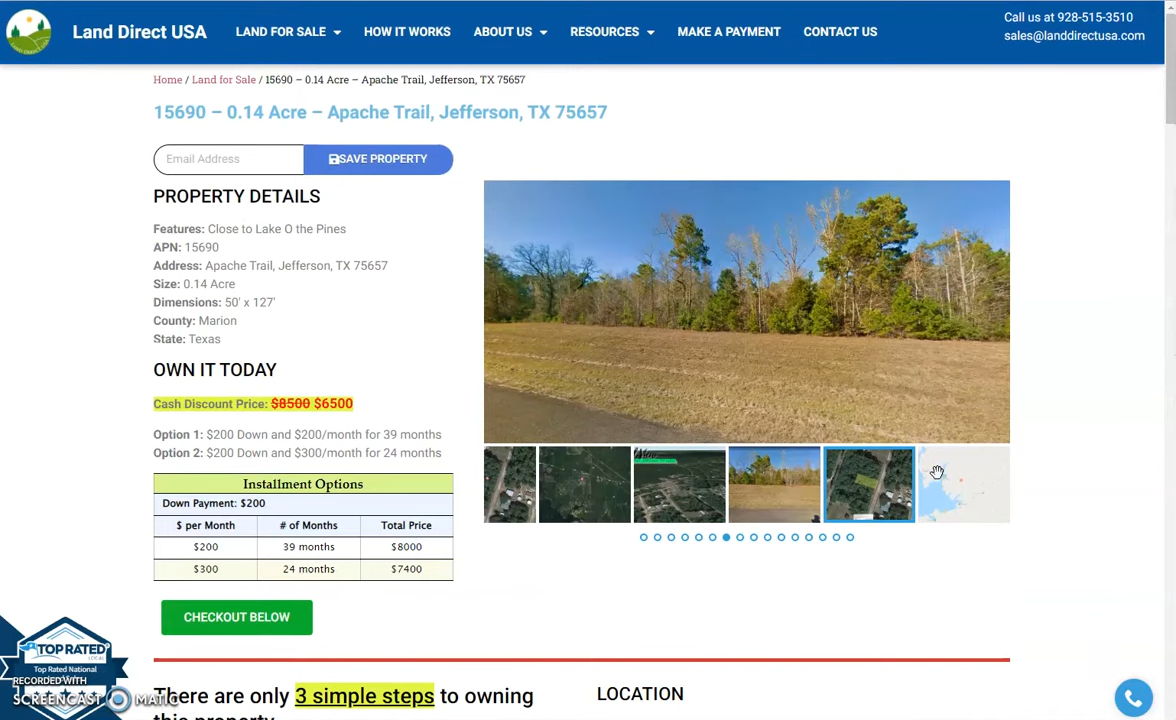 Land Direct USA
LAND FOR SALE
HOW IT WORKS
ABOUT US
RESOURCES
MAKE A PAYMENT
CONTACT US
Call us at 928-515-3510
sales@landdirectusa.com
Home / Land for Sale / 15690 – 0.14 Acre – Apache Trail, Jefferson, TX 75657
15690 – 0.14 Acre – Apache Trail, Jefferson, TX 75657
Email Address
SAVE PROPERTY
PROPERTY DETAILS
Features: Close to Lake O the Pines
APN: 15690
Address: Apache Trail, Jefferson, TX 75657
Size: 0.14 Acre
Dimensions: 50' x 127'
County: Marion
State: Texas
OWN IT TODAY
Cash Discount Price: $8500 $6500
Option 1: $200 Down and $200/month for 39 months
Option 2: $200 Down and $300/month for 24 months
Installment Options
Down Payment: $200
$ per Month # of Months Total Price
$200 39 months $8000
$300 24 months $7400
CHECKOUT BELOW
TOP RATED
LOCAL
Top Rated National
RECORDED WITH
SCREENCAST MATIC
There are only 3 simple steps to owning
this property
LOCATION